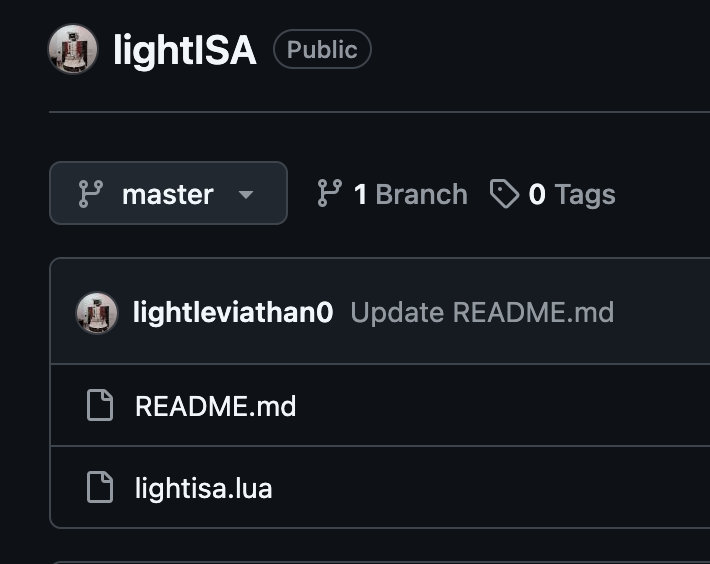 lightISA Public
master 1 Branch 0 Tags
lightleviathan0 Update README.md
README.md
lightisa.lua